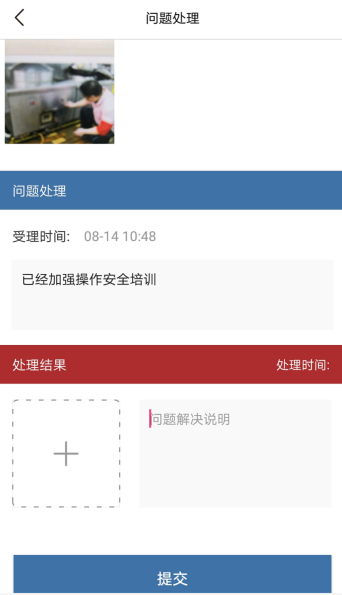 问题处理
问题处理
受理时间: 08-14 10:48
已经加强操作安全培训
处理结果 处理时间:
问题解决说明
提交